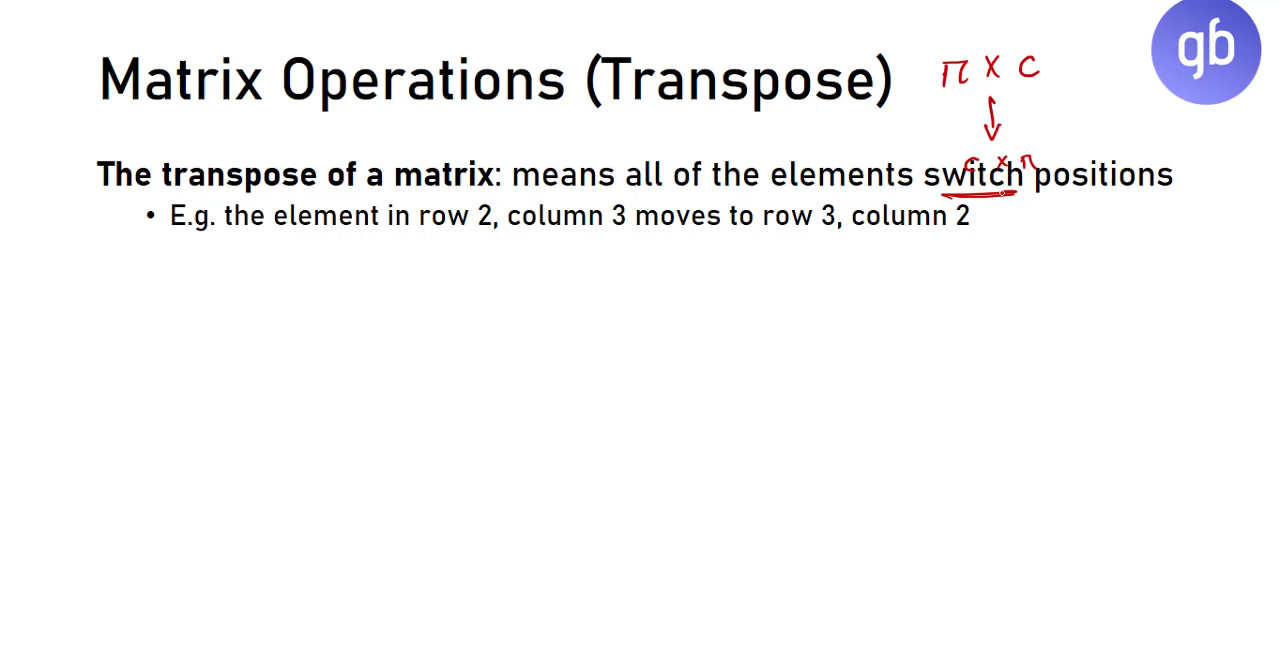 Matrix Operations (Transpose)
r x c
gb
c x r
The transpose of a matrix: means all of the elements switch positions
• E.g. the element in row 2, column 3 moves to row 3, column 2